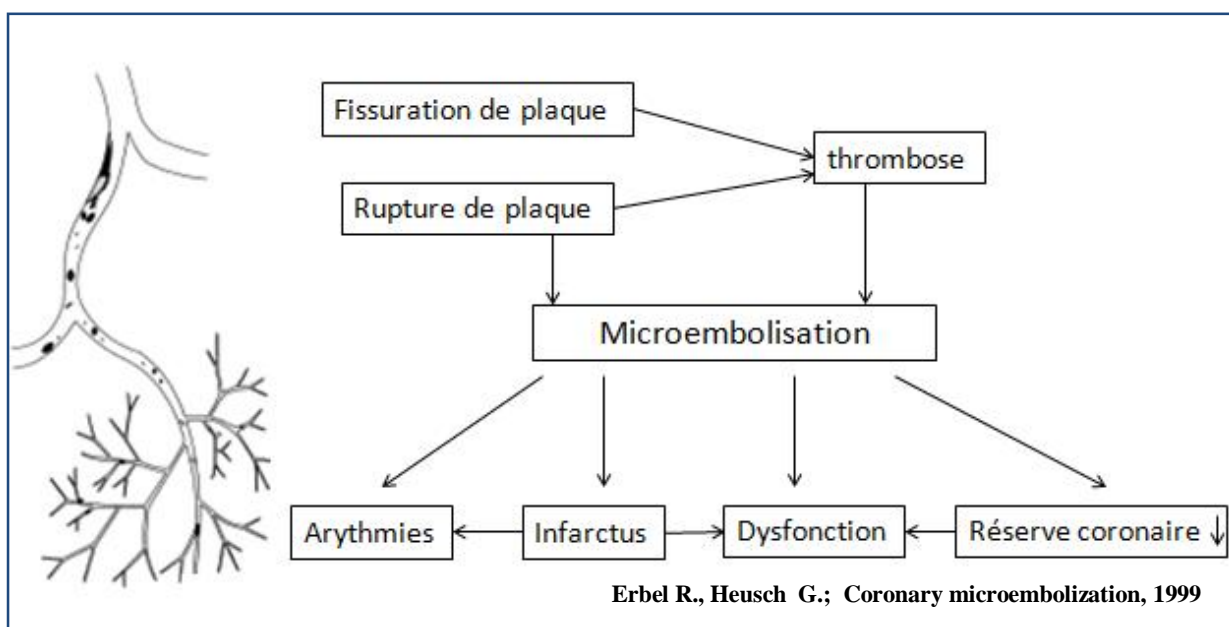 Fissuration de plaque
thrombose
Rupture de plaque
Microembolisation
Arythmies
Infarctus
Dysfonction
Réserve coronaire ↓
Erbel R., Heusch G.; Coronary microembolization, 1999